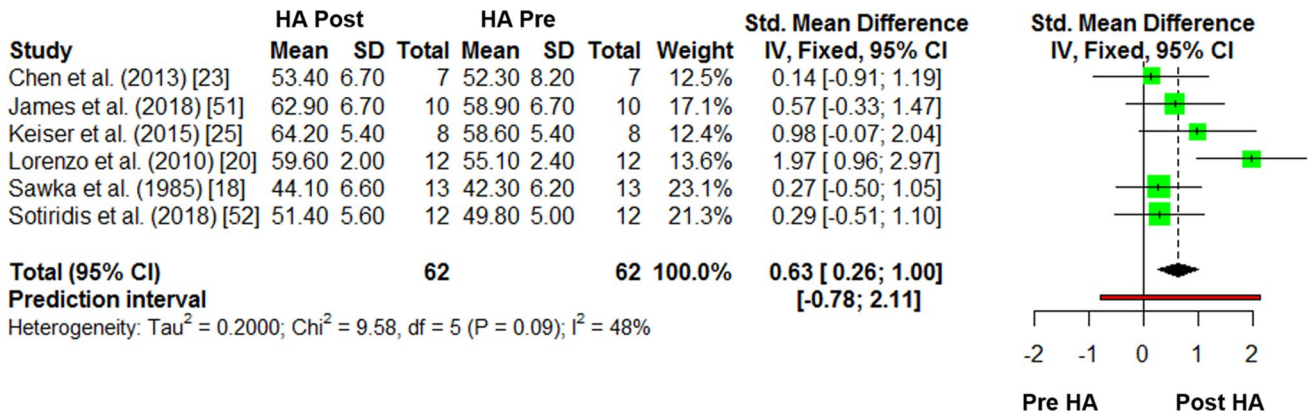 HA Post HA Pre Std. Mean Difference Std. Mean Difference
Study Mean SD Total Mean SD Total Weight IV, Fixed, 95% CI IV, Fixed, 95% CI
Chen et al. (2013) [23] 53.40 6.70 7 52.30 8.20 7 12.5% 0.14 [-0.91; 1.19]
James et al. (2018) [51] 62.90 6.70 10 58.90 6.70 10 17.1% 0.57 [-0.33; 1.47]
Keiser et al. (2015) [25] 64.20 5.40 8 58.60 5.40 8 12.4% 0.98 [-0.07; 2.04]
Lorenzo et al. (2010) [20] 59.60 2.00 12 55.10 2.40 12 13.6% 1.97 [ 0.96; 2.97]
Sawka et al. (1985) [18] 44.10 6.60 13 42.30 6.20 13 23.1% 0.27 [-0.50; 1.05]
Sotiridis et al. (2018) [52] 51.40 5.60 12 49.80 5.00 12 21.3% 0.29 [-0.51; 1.10]
Total (95% CI) 62 62 100.0% 0.63 [ 0.26; 1.00]
Prediction interval [-0.78; 2.11]
Heterogeneity: Tau² = 0.2000; Chi² = 9.58, df = 5 (P = 0.09); I² = 48%
-2 -1 0 1 2
Pre HA Post HA